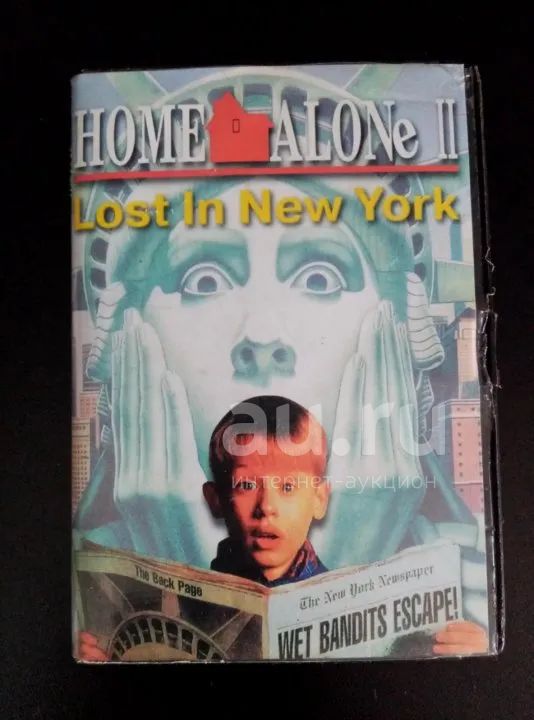 HOME ALONe II
Lost In New York
au.ru
интернет-аукцион
The Back Page
The New York Newspaper
WET BANDITS ESCAPE!